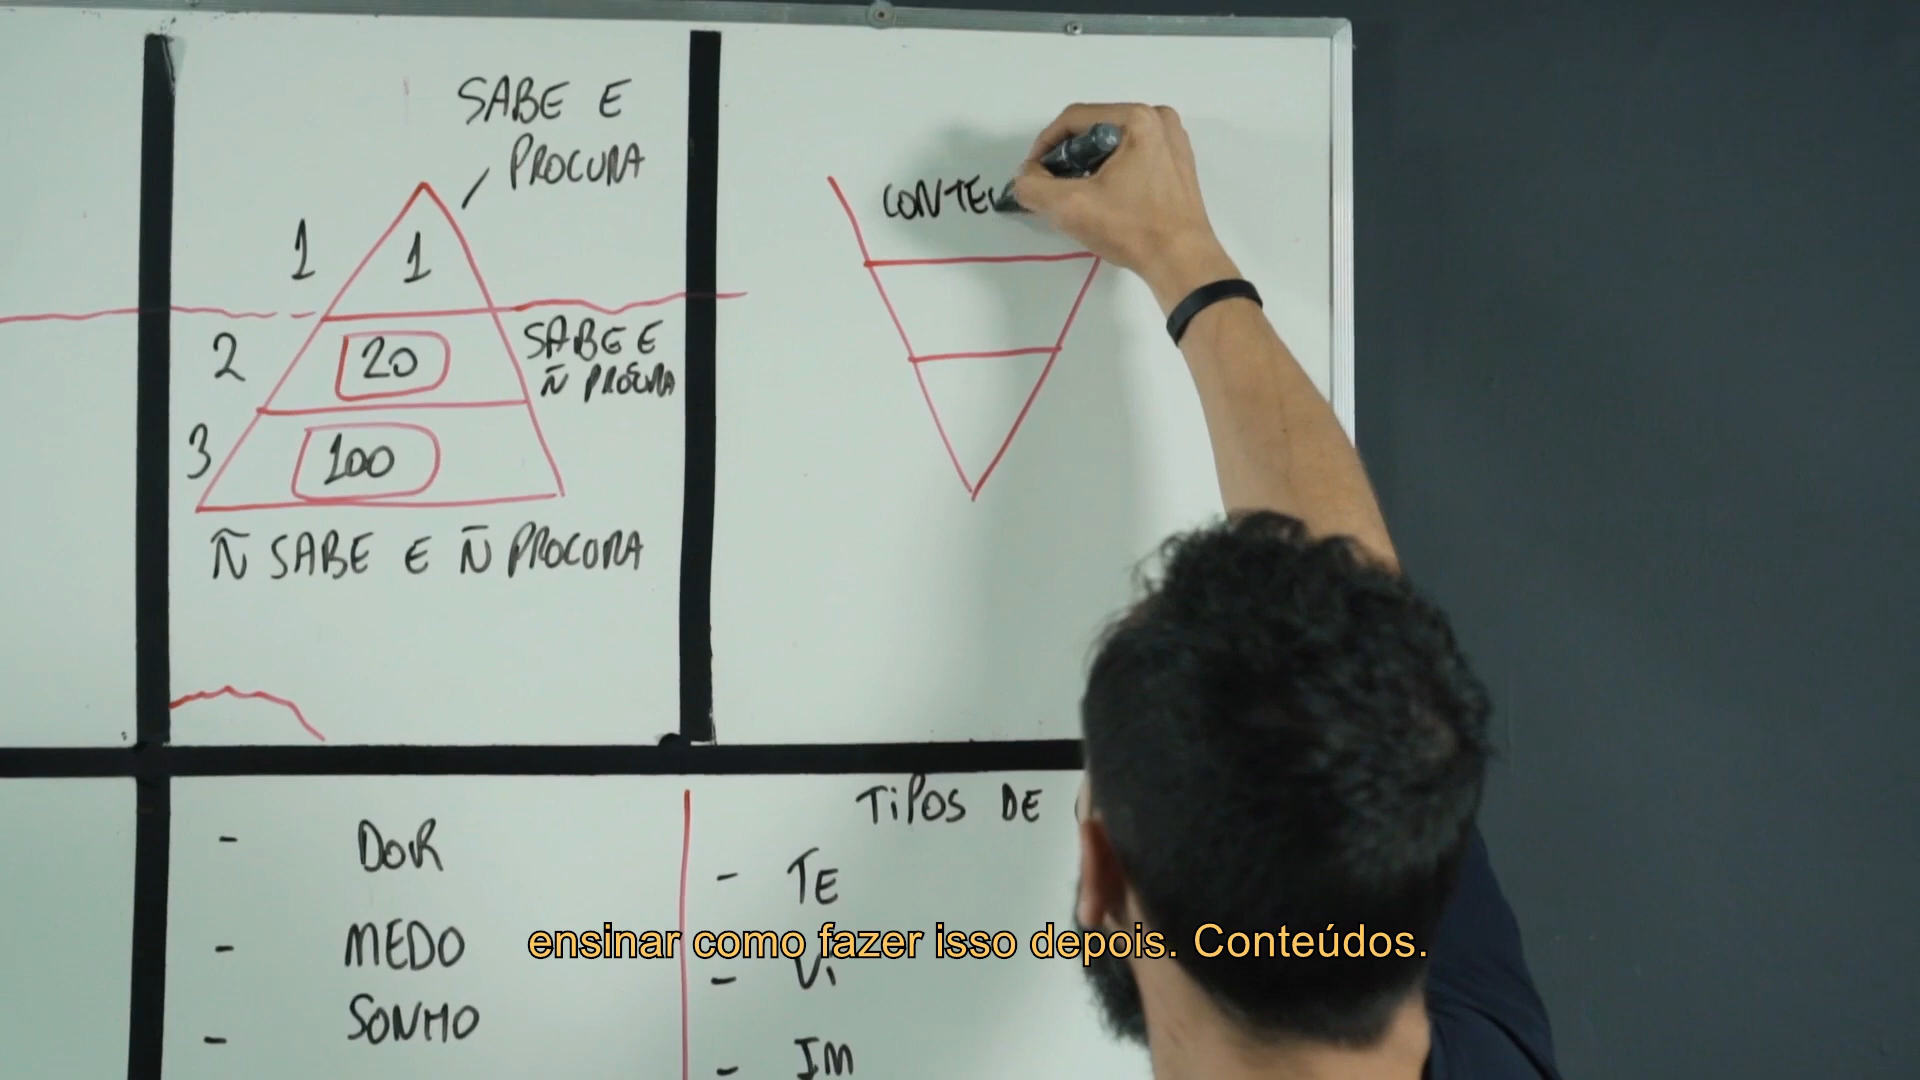 SABE E
PROCURA
1
1
2
20
SABE E
Ñ PROCURA
3
100
Ñ SABE E Ñ PROCURA
CONTEU
- DOR
- MEDO
- SONHO
TIPOS DE
- TE
- Vi
- IM
ensinar como fazer isso depois. Conteúdos.